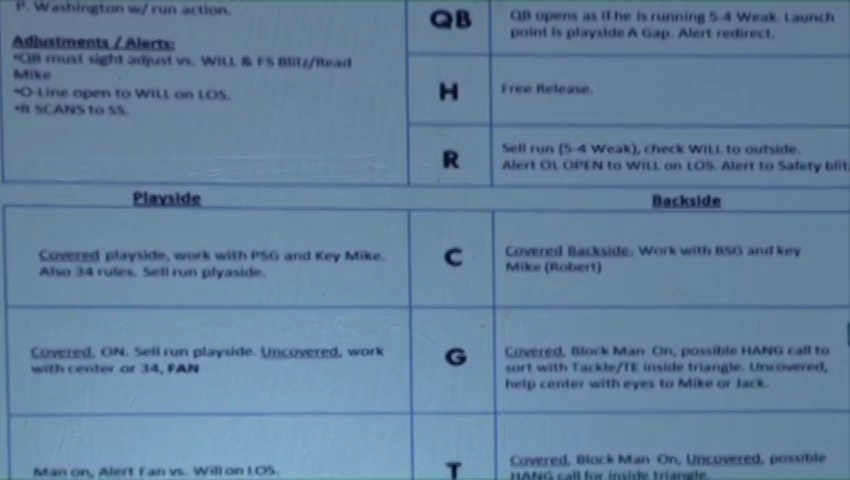 P. Washington w/ run action.
Adjustments / Alerts:
•QB must sight adjust vs. WILL & FS Blitz/Read
Mike
•O-Line open to WILL on LOS.
•R SCANS to SS.
QB
QB opens as if he is running 5-4 Weak. Launch
point is playside A Gap. Alert redirect.
H
Free Release.
R
Sell run (5-4 Weak), check WILL to outside.
Alert OL OPEN to WILL on LOS. Alert to Safety blit
Playside
Backside
Covered playside, work with PSG and Key Mike.
Also 34 rules. Sell run plyaside.
C
Covered Backside. Work with BSG and key
Mike (Robert)
Covered, ON. Sell run playside. Uncovered, work
with center or 34, FAN
G
Covered, Block Man On, possible HANG call to
sort with Tackle/TE inside triangle. Uncovered,
help center with eyes to Mike or Jack.
Man on, Alert Fan vs. Will on LOS.
T
Covered, Block Man On, Uncovered, possible
HANG call for inside triangle.